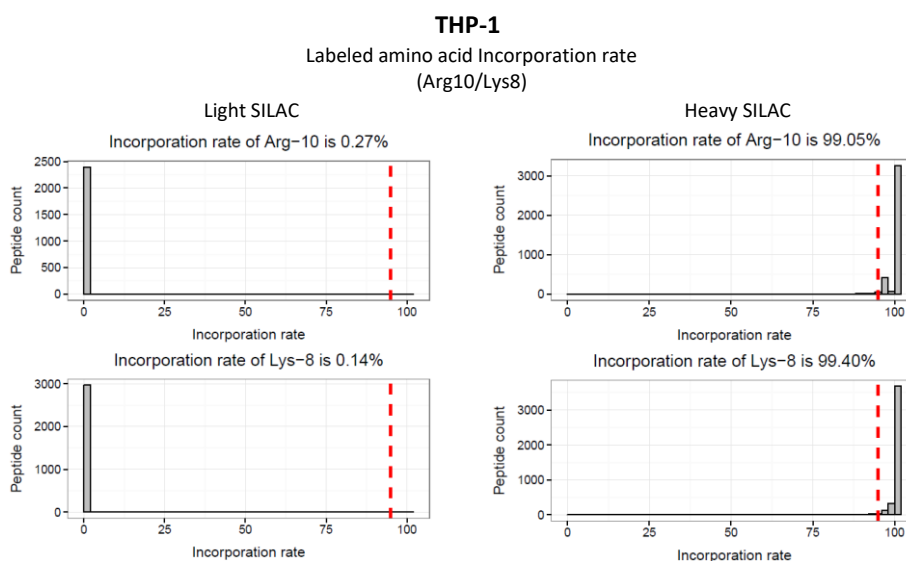 THP-1
Labeled amino acid Incorporation rate
(Arg10/Lys8)
Light SILAC
Incorporation rate of Arg−10 is 0.27%
Peptide count
2500
2000
1500
1000
500
0
0
25
50
75
100
Incorporation rate
Heavy SILAC
Incorporation rate of Arg−10 is 99.05%
Peptide count
3000
2000
1000
0
0
25
50
75
100
Incorporation rate
Incorporation rate of Lys−8 is 0.14%
Peptide count
3000
2000
1000
0
0
25
50
75
100
Incorporation rate
Incorporation rate of Lys−8 is 99.40%
Peptide count
3000
2000
1000
0
0
25
50
75
100
Incorporation rate